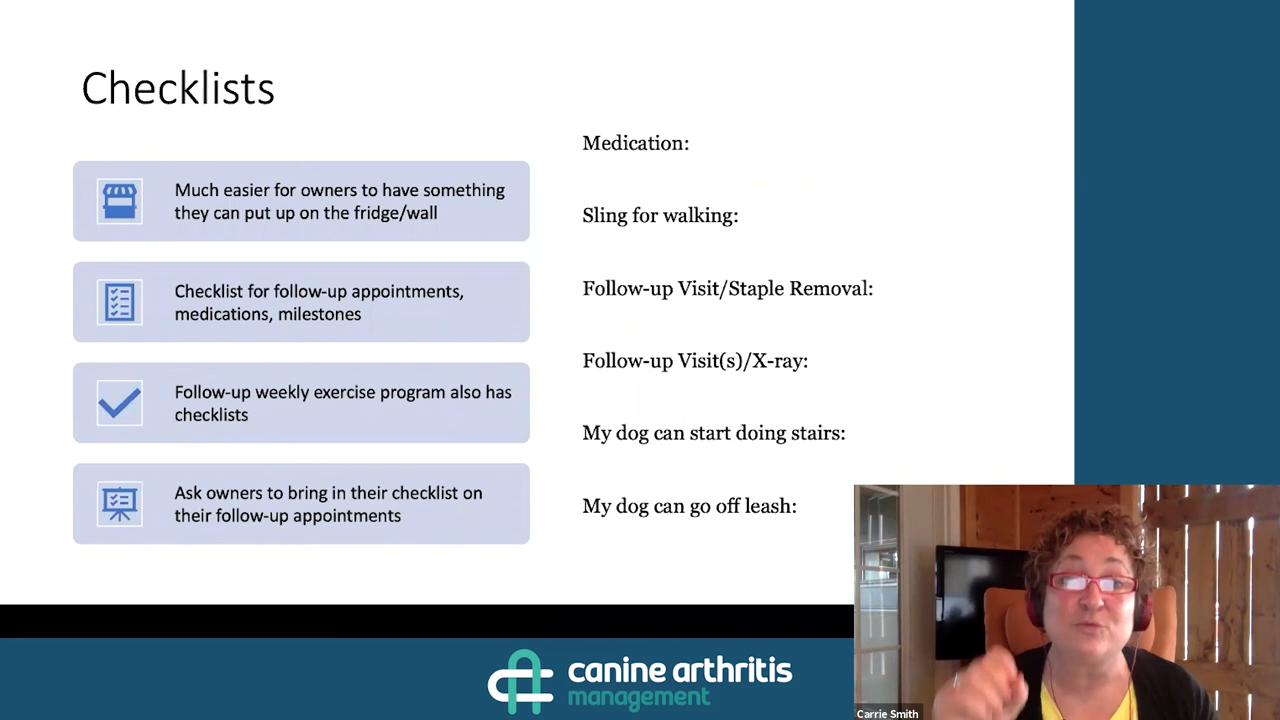 Checklists
Much easier for owners to have something
they can put up on the fridge/wall
Checklist for follow-up appointments,
medications, milestones
Follow-up weekly exercise program also has
checklists
Ask owners to bring in their checklist on
their follow-up appointments
Medication:
Sling for walking:
Follow-up Visit/Staple Removal:
Follow-up Visit(s)/X-ray:
My dog can start doing stairs:
My dog can go off leash:
canine arthritis
management
Carrie Smith